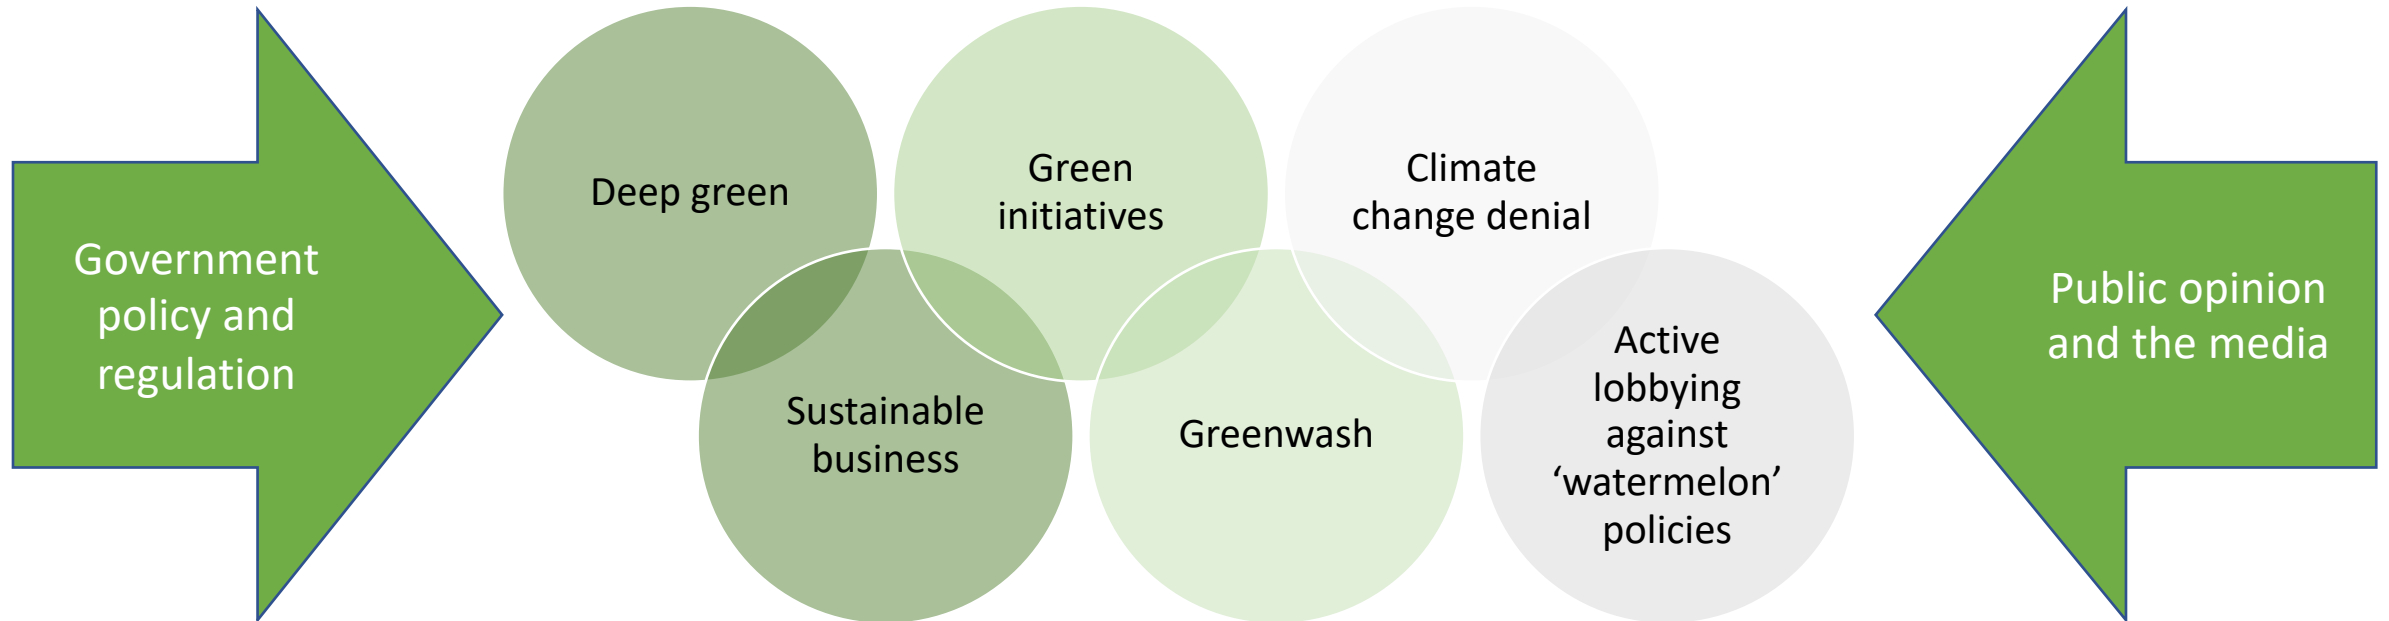 Government
policy and
regulation
Deep green
Sustainable
business
Green
initiatives
Greenwash
Climate
change denial
Active
lobbying
against
‘watermelon’
policies
Public opinion
and the media